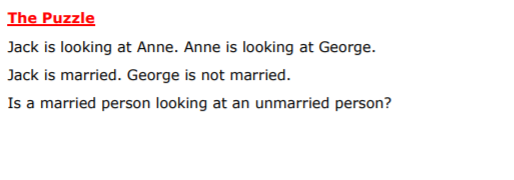 The Puzzle
Jack is looking at Anne. Anne is looking at George.
Jack is married. George is not married.
Is a married person looking at an unmarried person?